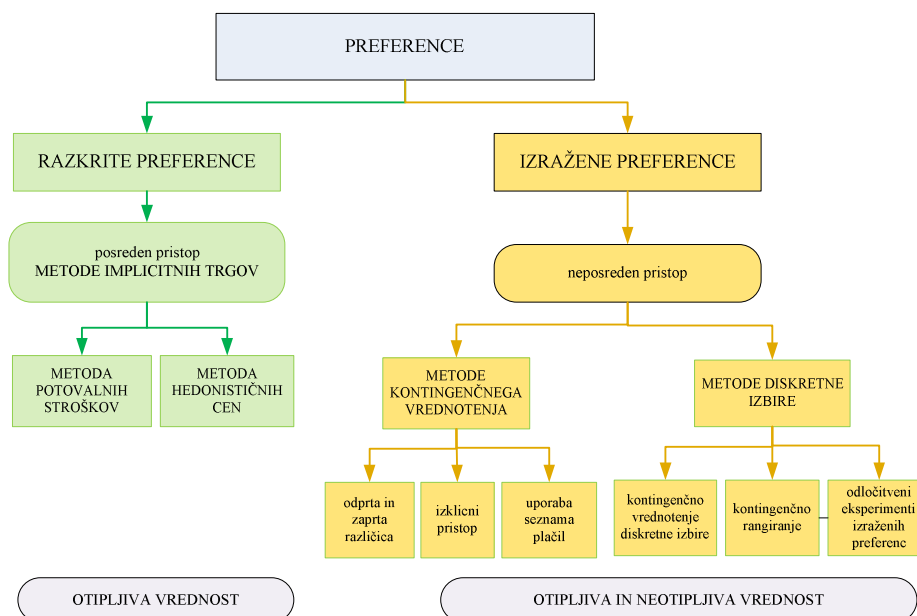 PREFERENCE
RAZKRITE PREFERENCE
IZRAŽENE PREFERENCE
posreden pristop
METODE IMPLICITNIH TRGOV
neposreden pristop
METODA
POTOVALNIH
STROŠKOV
METODA
HEDONISTIČNIH
CEN
METODE
KONTINGENČNEGA
VREDNOTENJA
METODE DISKRETNE
IZBIRE
odprta in
zaprta
različica
izklicni
pristop
uporaba
seznama
plačil
kontingenčno
vrednotenje
diskretne izbire
kontingenčno
rangiranje
odločitveni
eksperimenti
izraženih
preferenc
OTIPLJIVA VREDNOST
OTIPLJIVA IN NEOTIPLJIVA VREDNOST